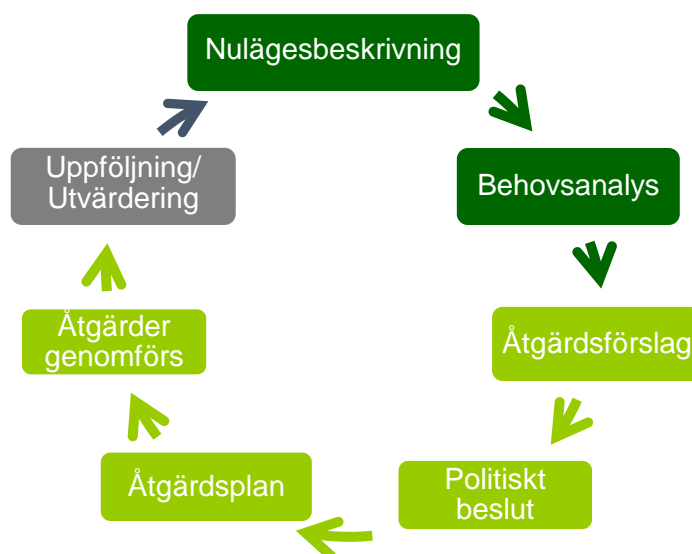 Nulägesbeskrivning
Behovsanalys
Åtgärdsförslag
Politiskt
beslut
Åtgärdsplan
Åtgärder
genomförs
Uppföljning/
Utvärdering